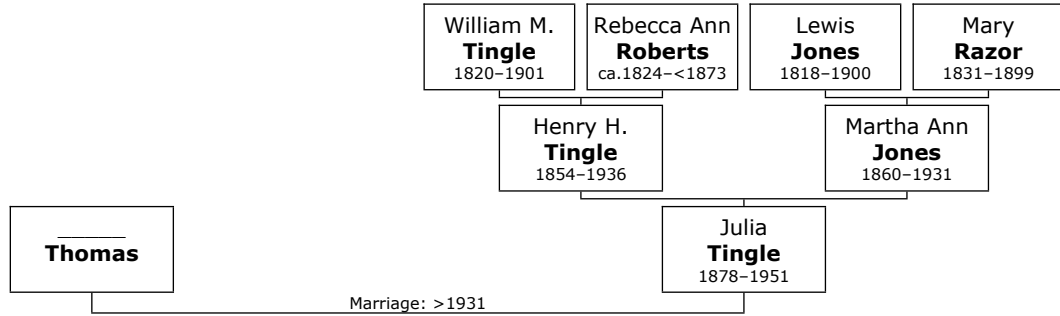 William M.
Tingle
1820–1901
Rebecca Ann
Roberts
ca.1824–<1873
Lewis
Jones
1818–1900
Mary
Razor
1831–1899
Henry H.
Tingle
1854–1936
Martha Ann
Jones
1860–1931
______
Thomas
Julia
Tingle
1878–1951
Marriage: >1931